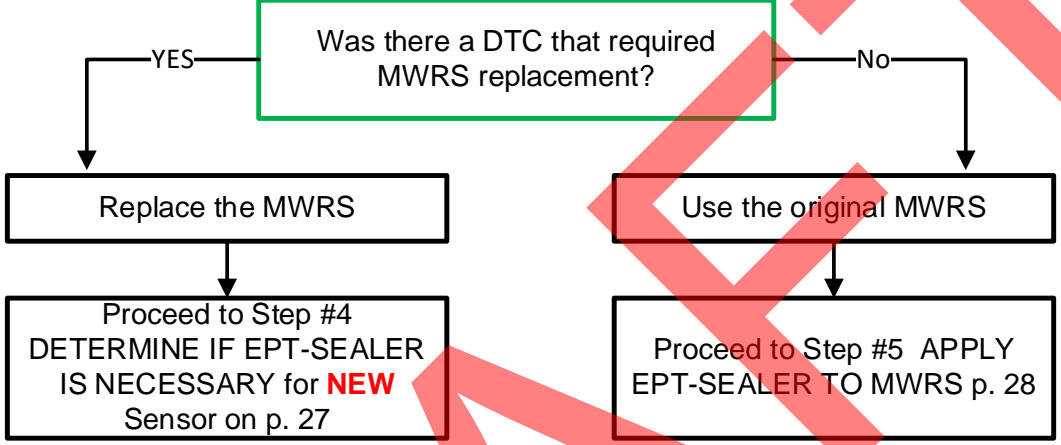 Was there a DTC that required
MWRS replacement?
YES
No
Replace the MWRS
Use the original MWRS
Proceed to Step #4
DETERMINE IF EPT-SEALER
IS NECESSARY for NEW
Sensor on p. 27
Proceed to Step #5 APPLY
EPT-SEALER TO MWRS p. 28